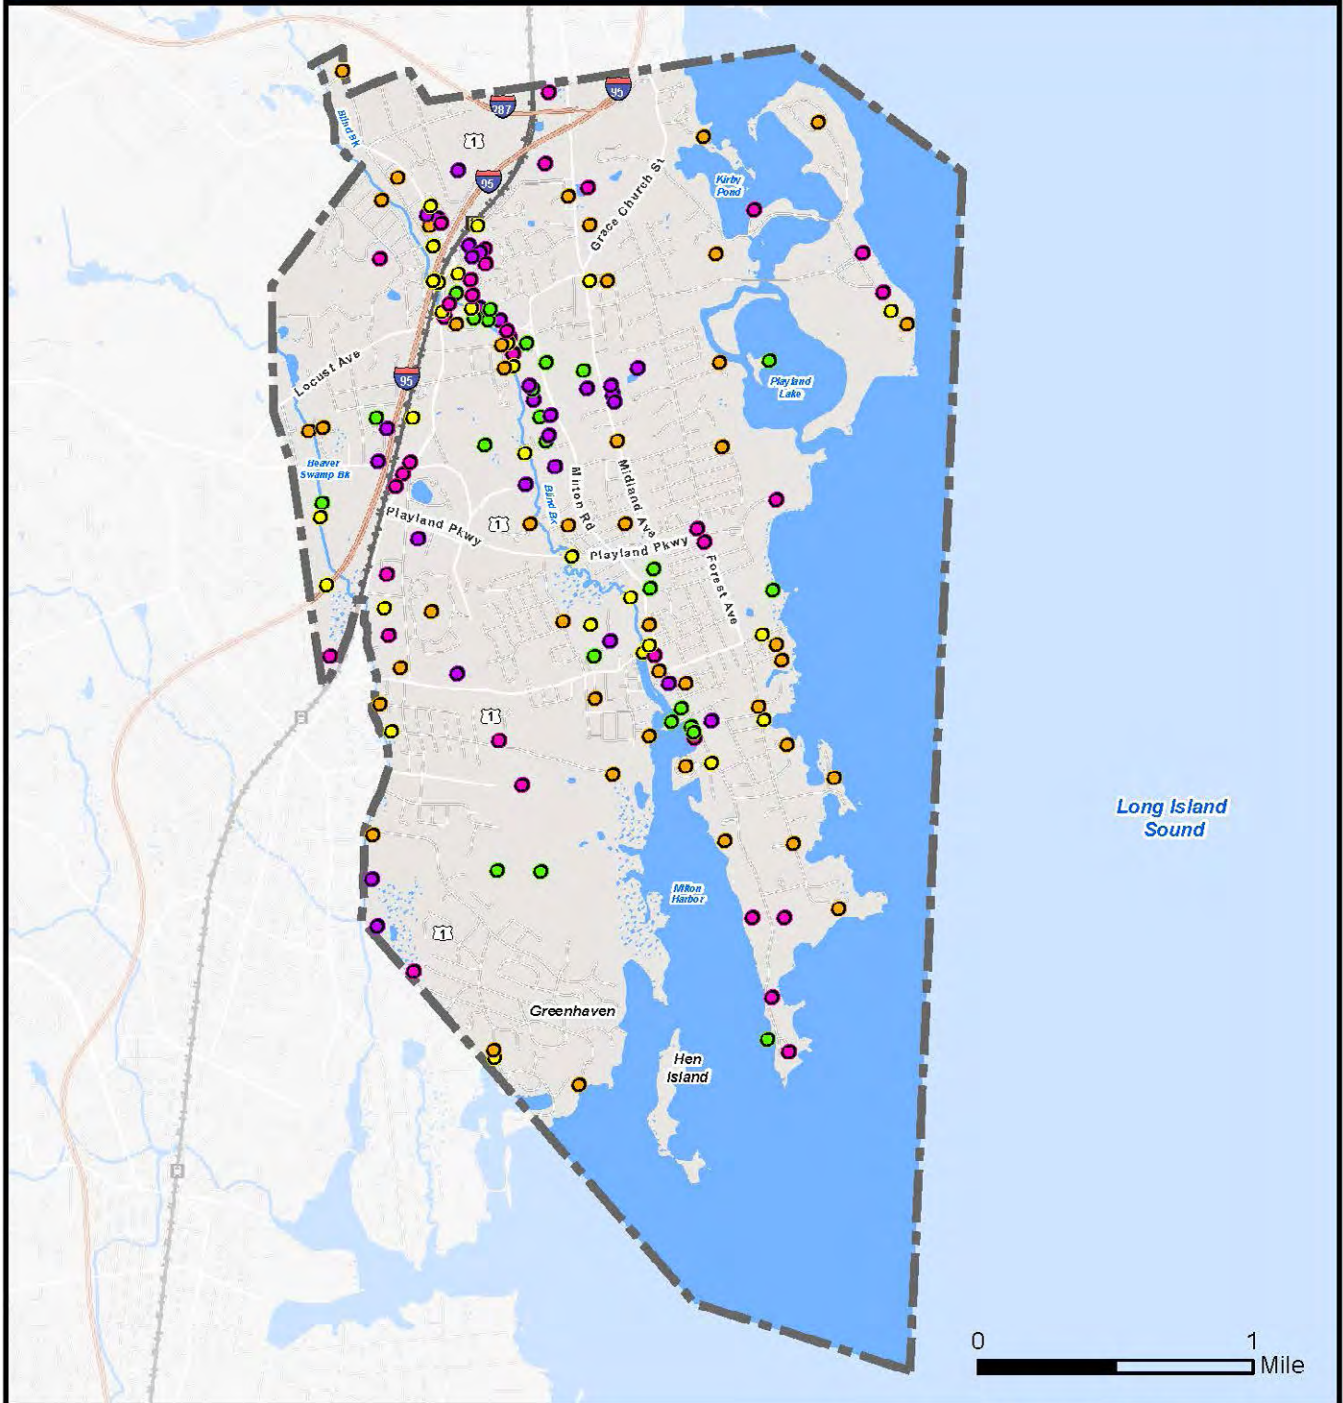 287
95
1
Blind Bk
95
Grace Church St
Kirby
Pond
Locust Ave
95
Playland
Lake
Beaver
Swamp Bk
Midland Ave
Milton Rd
Blind Bk
Playland Pkwy
1
Playland Pkwy
Forest Ave
1
Long Island
Sound
Milton
Harbor
1
Greenhaven
Hen
Island
0 1
Mile